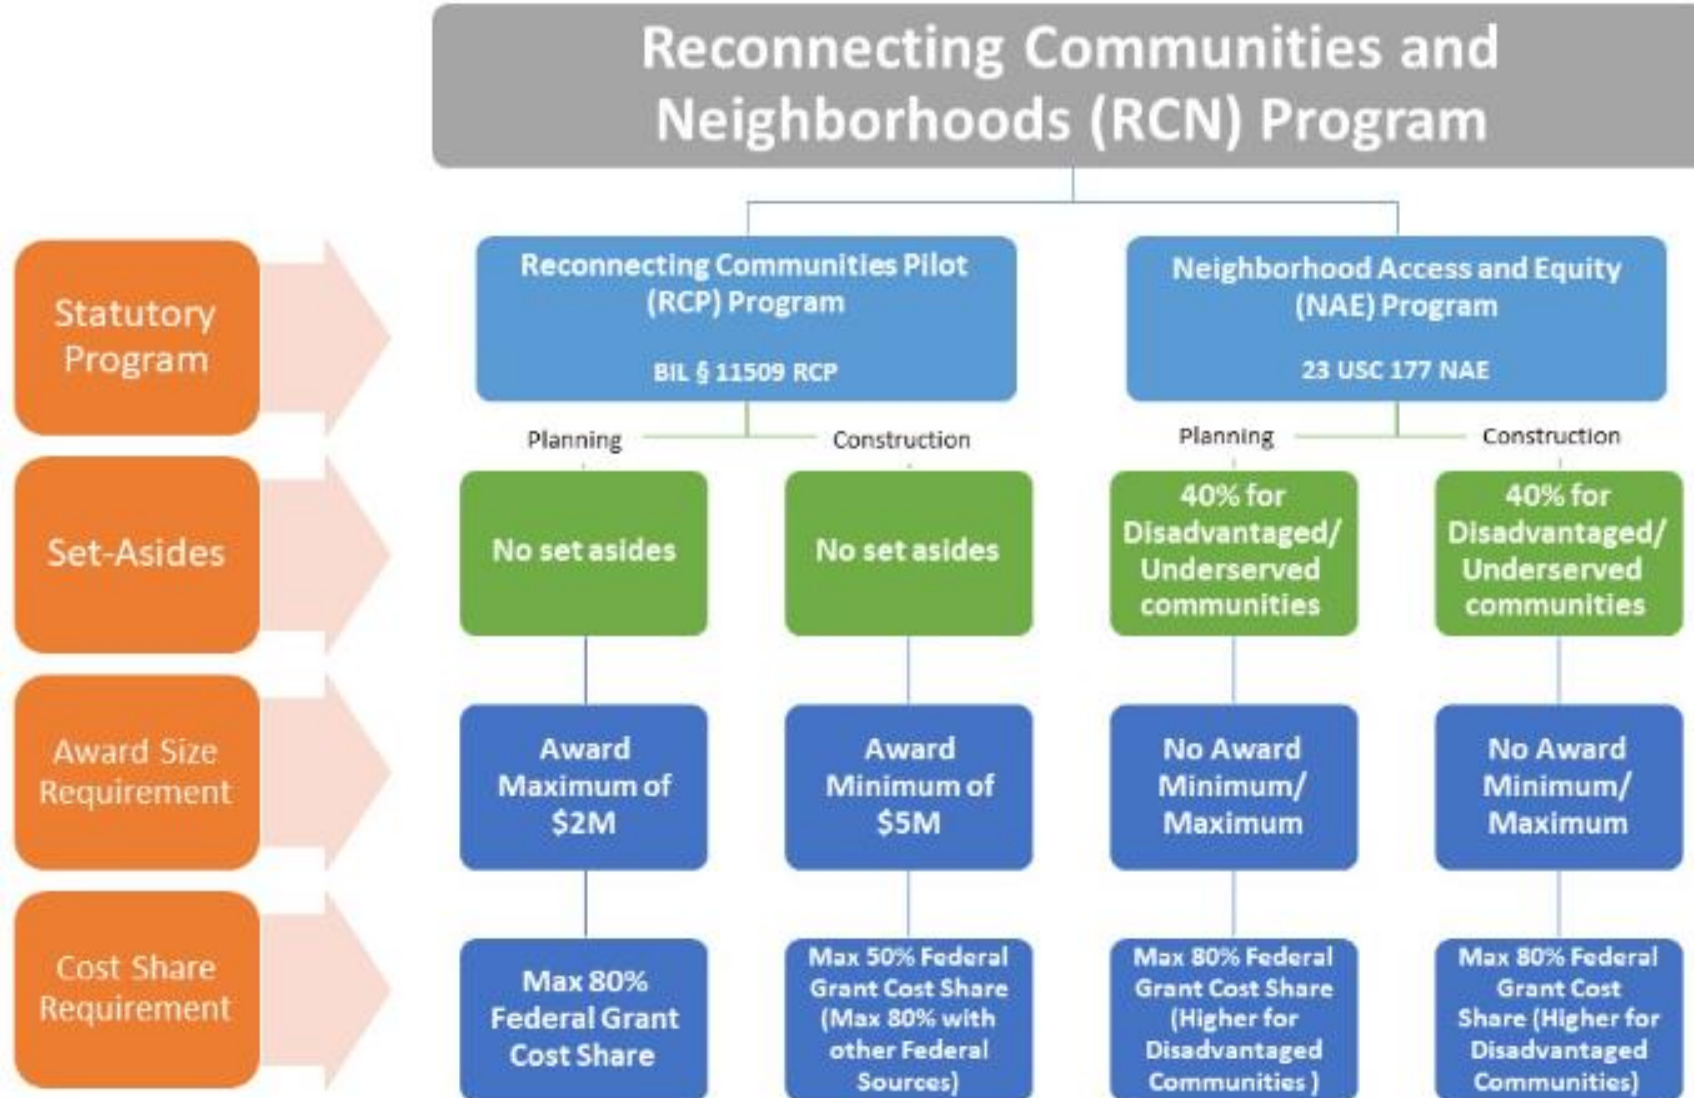 Reconnecting Communities and
Neighborhoods (RCN) Program
Statutory
Program
Reconnecting Communities Pilot
(RCP) Program
BIL § 11509 RCP
Neighborhood Access and Equity
(NAE) Program
23 USC 177 NAE
Planning
Construction
Planning
Construction
Set-Asides
No set asides
No set asides
40% for
Disadvantaged/
Underserved
communities
40% for
Disadvantaged/
Underserved
communities
Award Size
Requirement
Award
Maximum of
$2M
Award
Minimum of
$5M
No Award
Minimum/
Maximum
No Award
Minimum/
Maximum
Cost Share
Requirement
Max 80%
Federal Grant
Cost Share
Max 50% Federal
Grant Cost Share
(Max 80% with
other Federal
Sources)
Max 80% Federal
Grant Cost Share
(Higher for
Disadvantaged
Communities )
Max 80% Federal
Grant Cost
Share (Higher for
Disadvantaged
Communities)